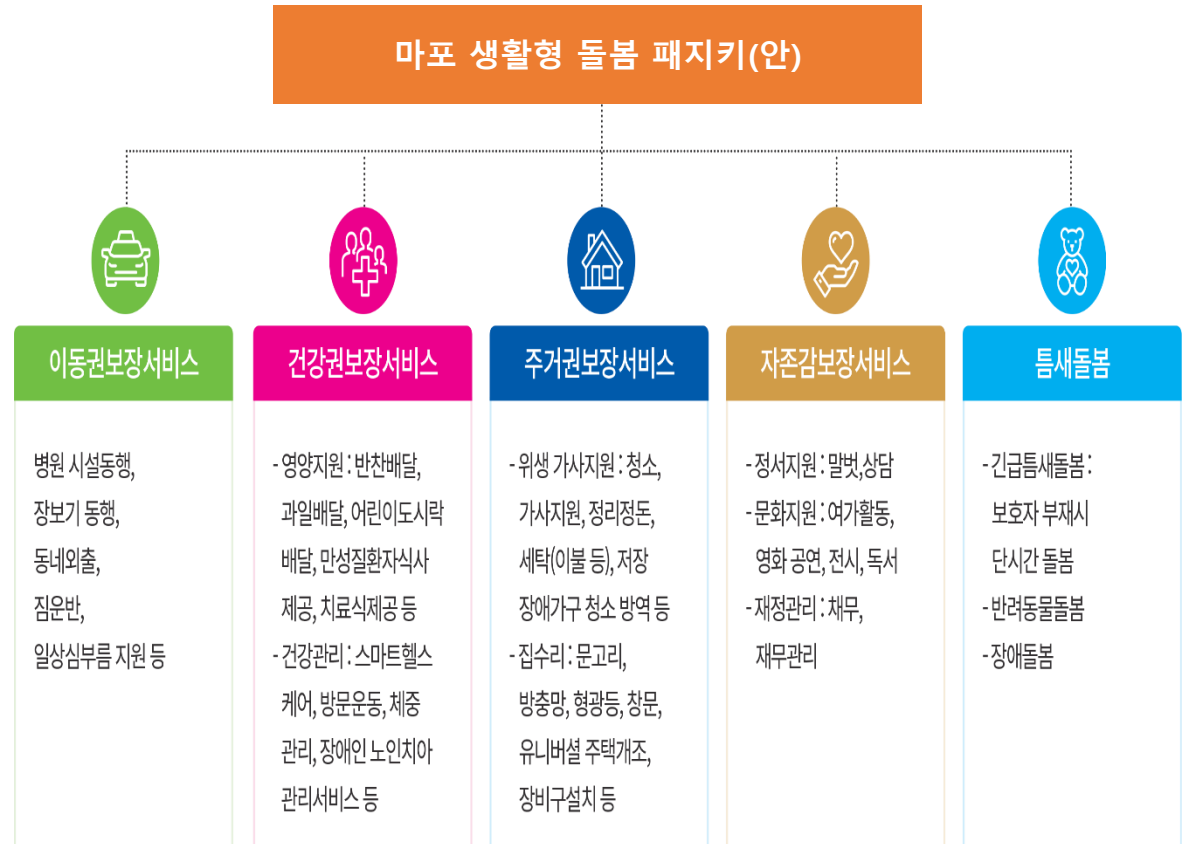 마포 생활형 돌봄 패지키(안)
이동권보장서비스
병원 시설동행,
장보기 동행,
동네외출,
짐운반,
일상심부름 지원 등
건강권보장서비스
- 영양지원 : 반찬배달,
과일배달, 어린이도시락
배달, 만성질환자식사
제공, 치료식제공 등
- 건강관리 : 스마트헬스
케어, 방문운동, 체중
관리, 장애인 노인치아
관리서비스 등
주거권보장서비스
- 위생 가사지원 : 청소,
가사지원, 정리정돈,
세탁(이불 등), 저장
장애가구 청소 방역 등
- 집수리 : 문고리,
방충망, 형광등, 창문,
유니버셜 주택개조,
장비구설치 등
자존감보장서비스
- 정서지원 : 말벗,상담
- 문화지원 : 여가활동,
영화 공연, 전시, 독서
- 재정관리 : 채무,
재무관리
틈새돌봄
- 긴급틈새돌봄 :
보호자 부재시
단시간 돌봄
- 반려동물돌봄
- 장애돌봄